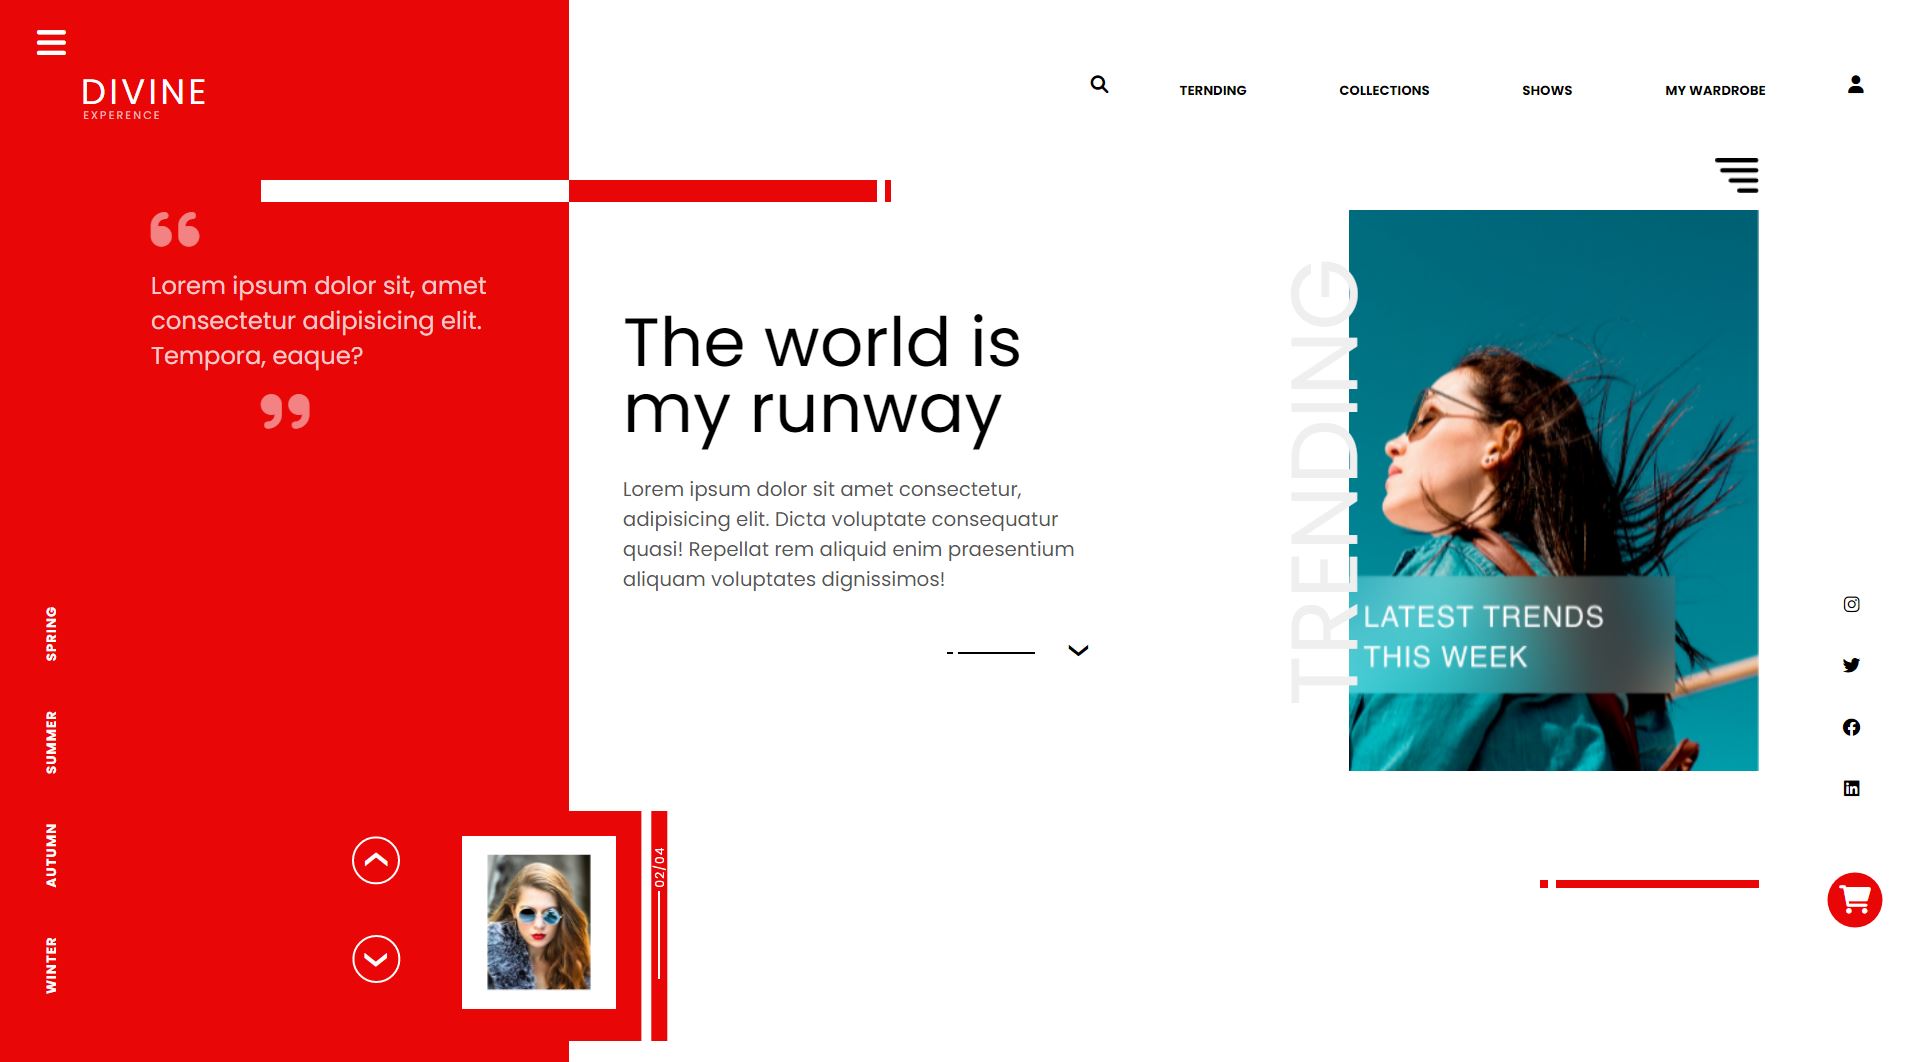 DIVINE
EXPERENCE
TERNDING
COLLECTIONS
SHOWS
MY WARDROBE
Lorem ipsum dolor sit, amet
consectetur adipisicing elit.
Tempora, eaque?
The world is
my runway
Lorem ipsum dolor sit amet consectetur,
adipisicing elit. Dicta voluptate consequatur
quasi! Repellat rem aliquid enim praesentium
aliquam voluptates dignissimos!
TRENDING
LATEST TRENDS
THIS WEEK
SPRING
SUMMER
AUTUMN
WINTER
02/04